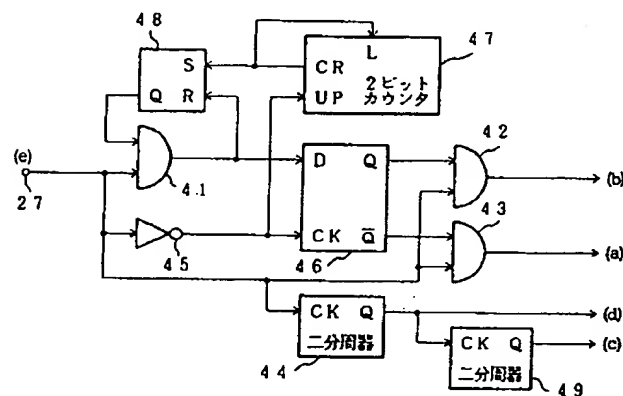 48
S
Q R
L
CR
UP
2ビット
カウンタ
47
(e)
27
41
D Q
CK Q̅
46
45
42
(b)
43
(a)
CK Q
二分周器
44
(d)
CK Q
二分周器
49
(c)